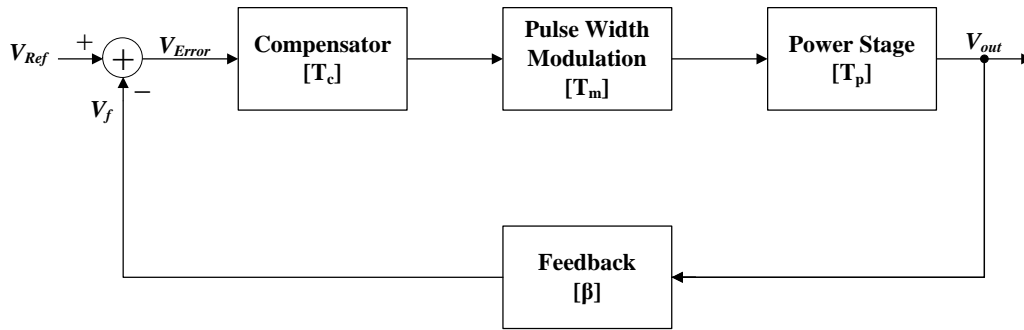 V_Ref
+
+
−
V_f
V_Error
Compensator
[T_c]
Pulse Width
Modulation
[T_m]
Power Stage
[T_p]
V_out
Feedback
[β]